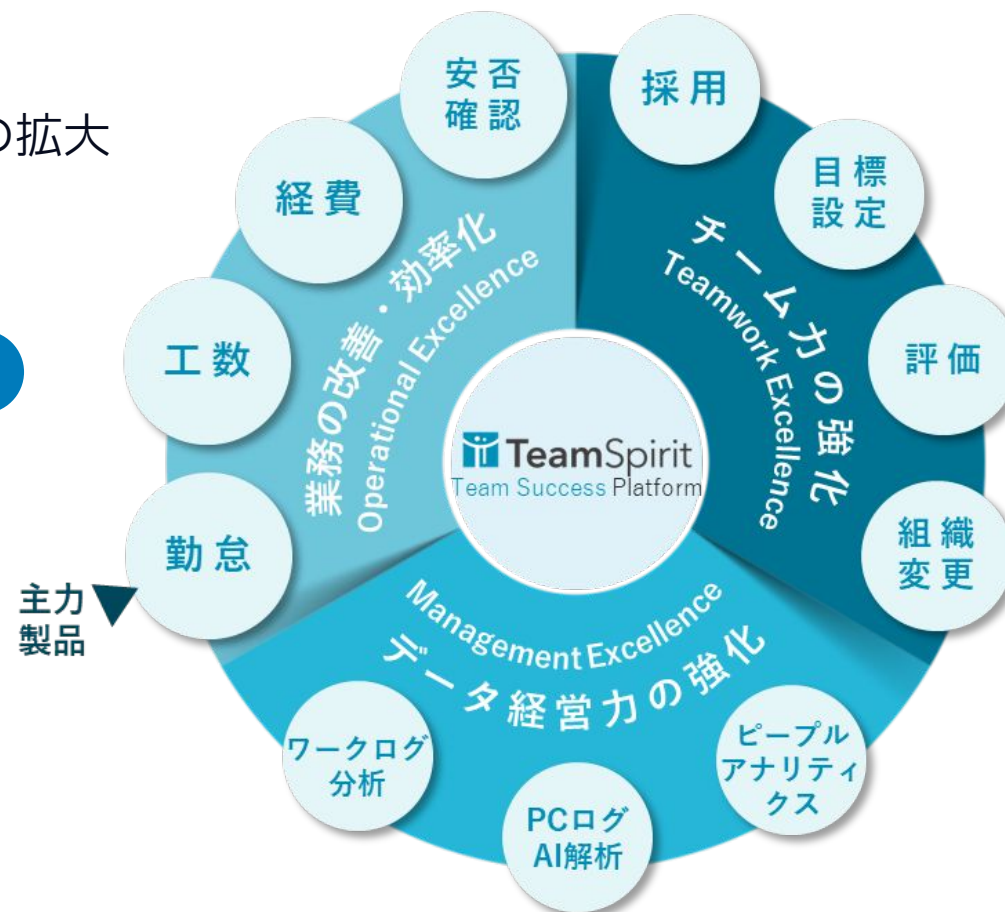 の拡大
安否
確認
採用
経費
目標
設定
業務の改善・効率化
Operational Excellence
チーム力の強化
Teamwork Excellence
工数
評価
TeamSpirit
Team Success Platform
勤怠
組織
変更
主力
製品
Management Excellence
データ経営力の強化
ワークログ
分析
PCログ
AI解析
ピープル
アナリティ
クス